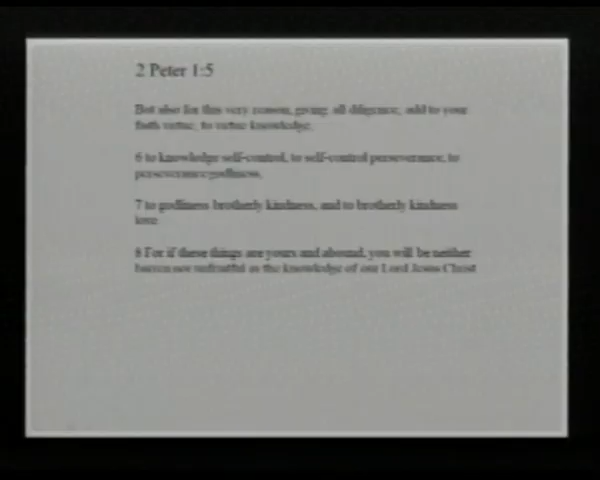 2 Peter 1:5
But also for this very reason, giving all diligence, add to your
faith virtue, to virtue knowledge,
6 to knowledge self-control, to self-control perseverance, to
perseverance godliness,
7 to godliness brotherly kindness, and to brotherly kindness
love.
8 For if these things are yours and abound, you will be neither
barren nor unfruitful in the knowledge of our Lord Jesus Christ